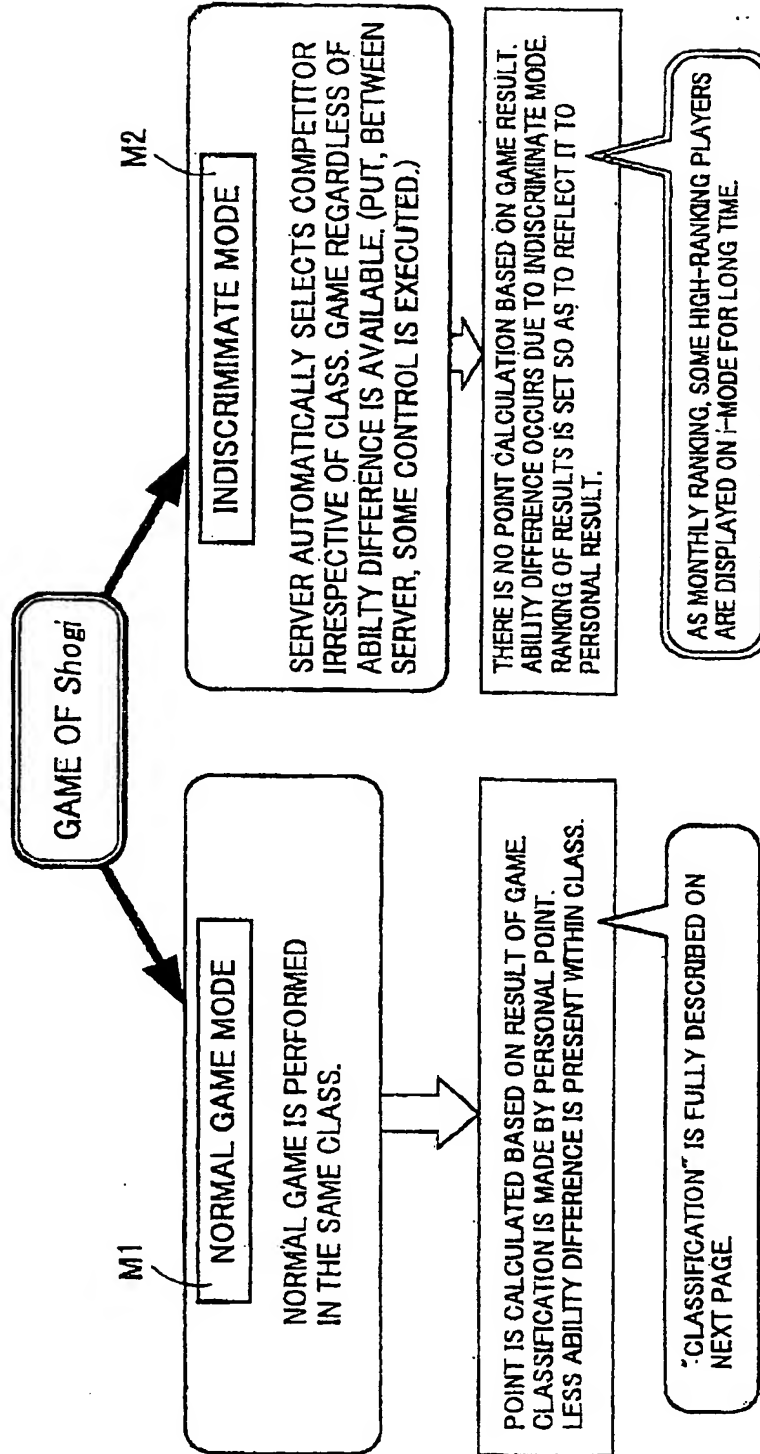 GAME OF Shogi
M1
NORMAL GAME MODE
NORMAL GAME IS PERFORMED
IN THE SAME CLASS.
POINT IS CALCULATED BASED ON RESULT OF GAME.
CLASSIFICATION IS MADE BY PERSONAL POINT.
LESS ABILITY DIFFERENCE IS PRESENT WITHIN CLASS.
"CLASSIFICATION" IS FULLY DESCRIBED ON
NEXT PAGE.
M2
INDISCRIMIMATE MODE
SERVER AUTOMATICALLY SELECTS COMPETITOR
IRRESPECTIVE OF CLASS. GAME REGARDLESS OF
ABILTY DIFFERENCE IS AVAILABLE. (PUT, BETWEEN
SERVER, SOME CONTROL IS EXECUTED.)
THERE IS NO POINT CALCULATION BASED ON GAME RESULT.
ABILITY DIFFERENCE OCCURS DUE TO INDISCRIMINATE MODE.
RANKING OF RESULTS IS SET SO AS TO REFLECT IT TO
PERSONAL RESULT.
AS MONTHLY RANKING, SOME HIGH-RANKING PLAYERS
ARE DISPLAYED ON i-MODE FOR LONG TIME.